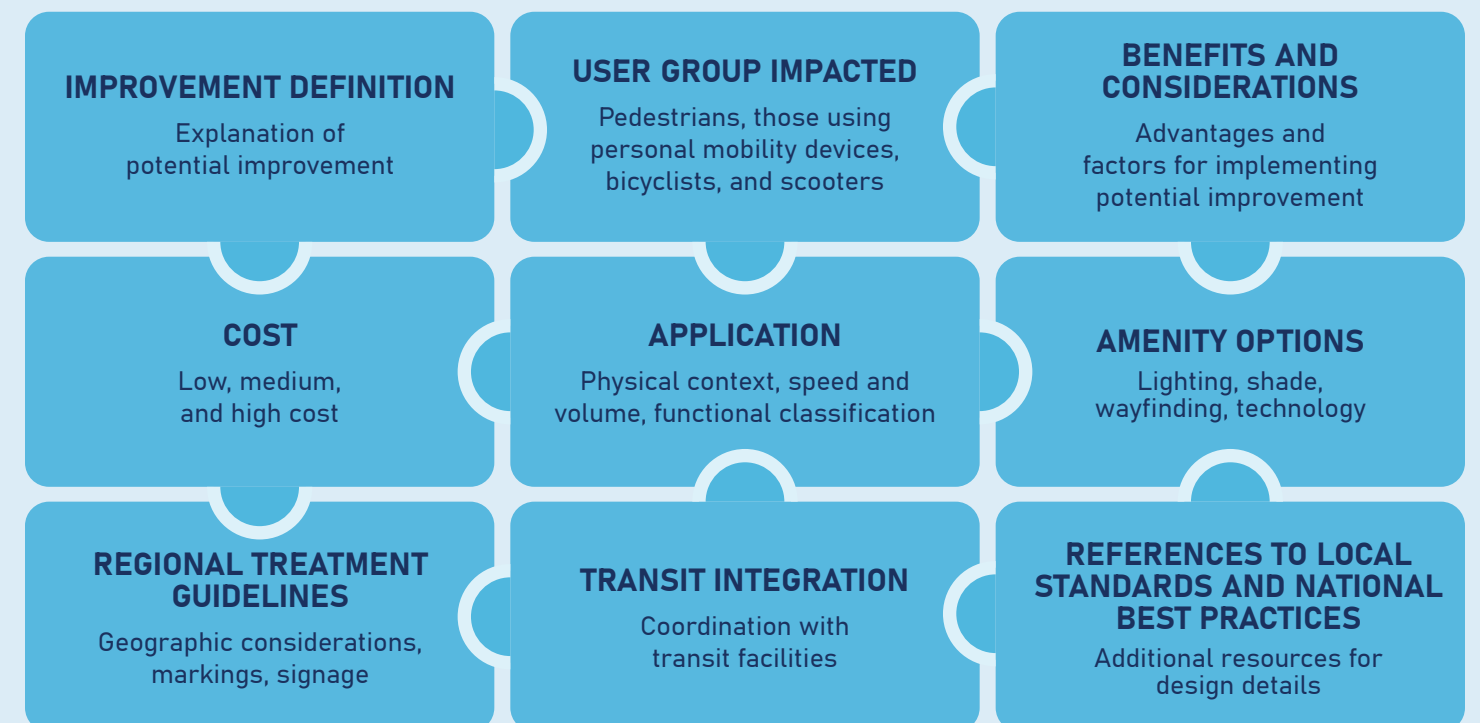 IMPROVEMENT DEFINITION
Explanation of
potential improvement
USER GROUP IMPACTED
Pedestrians, those using
personal mobility devices,
bicyclists, and scooters
BENEFITS AND
CONSIDERATIONS
Advantages and
factors for implementing
potential improvement
COST
Low, medium,
and high cost
APPLICATION
Physical context, speed and
volume, functional classification
AMENITY OPTIONS
Lighting, shade,
wayfinding, technology
REGIONAL TREATMENT
GUIDELINES
Geographic considerations,
markings, signage
TRANSIT INTEGRATION
Coordination with
transit facilities
REFERENCES TO LOCAL
STANDARDS AND NATIONAL
BEST PRACTICES
Additional resources for
design details